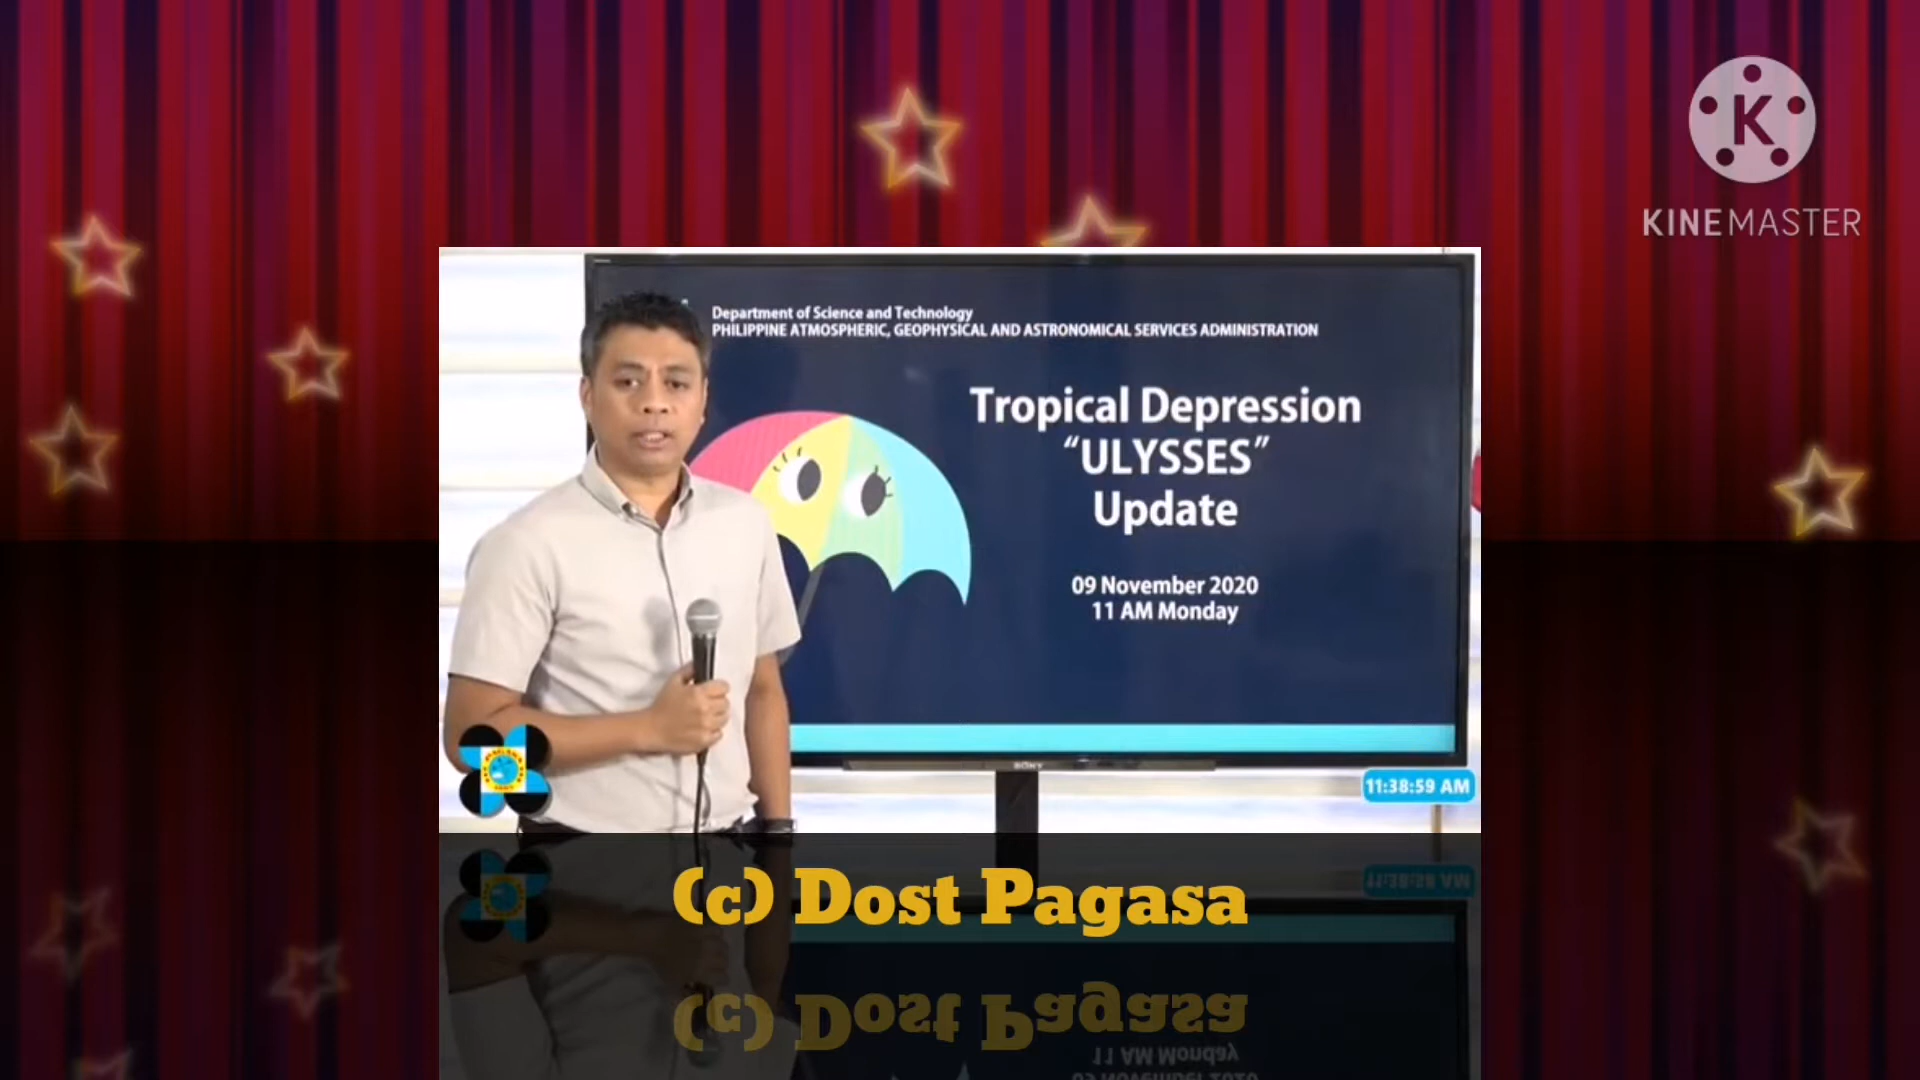 KINEMASTER
Department of Science and Technology
PHILIPPINE ATMOSPHERIC, GEOPHYSICAL AND ASTRONOMICAL SERVICES ADMINISTRATION
Tropical Depression
“ULYSSES”
Update
09 November 2020
11 AM Monday
SONY
11:38:59 AM
(c) Dost Pagasa